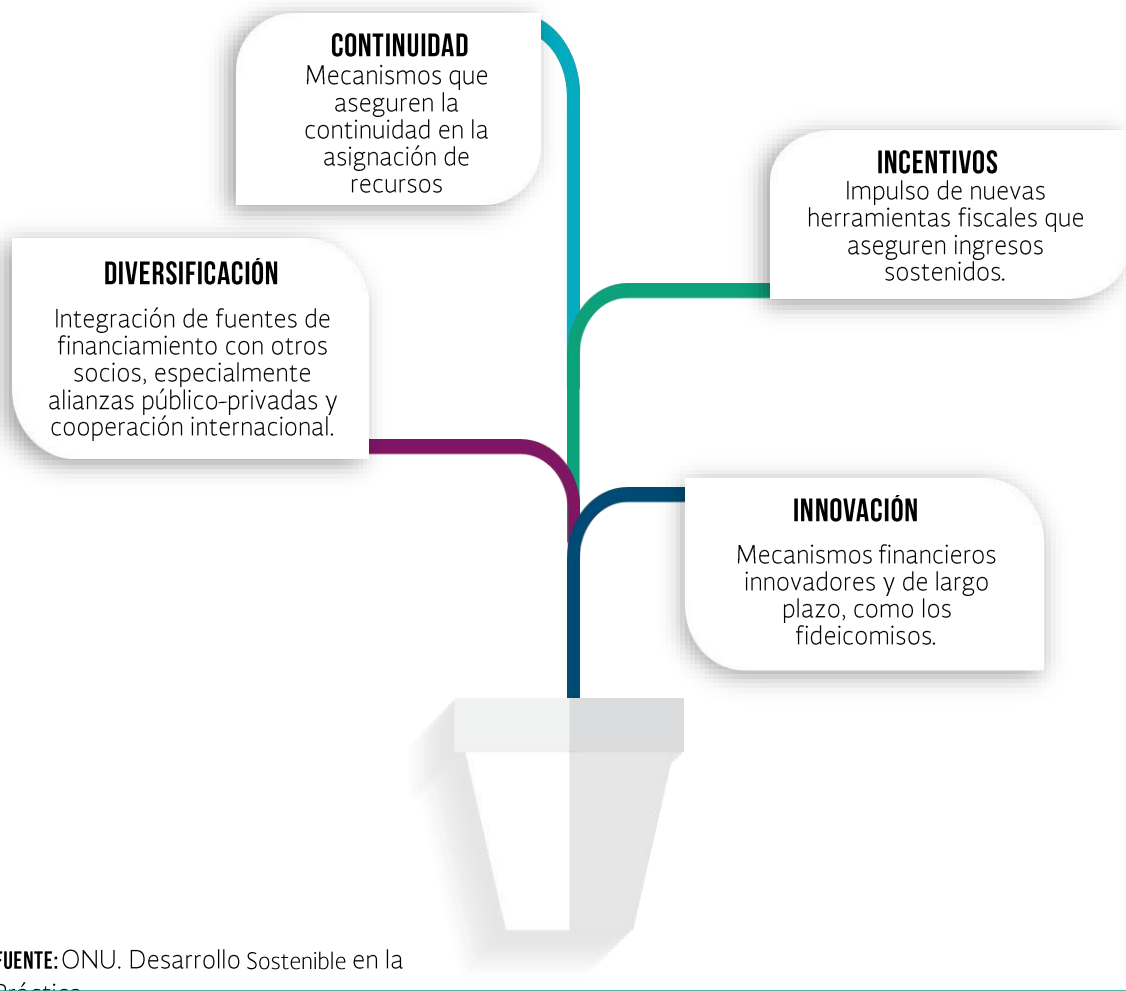 CONTINUIDAD
Mecanismos que
aseguren la
continuidad en la
asignación de
recursos
INCENTIVOS
Impulso de nuevas
herramientas fiscales que
aseguren ingresos
sostenidos.
DIVERSIFICACIÓN
Integración de fuentes de
financiamiento con otros
socios, especialmente
alianzas público-privadas y
cooperación internacional.
INNOVACIÓN
Mecanismos financieros
innovadores y de largo
plazo, como los
fideicomisos.
FUENTE: ONU. Desarrollo Sostenible en la